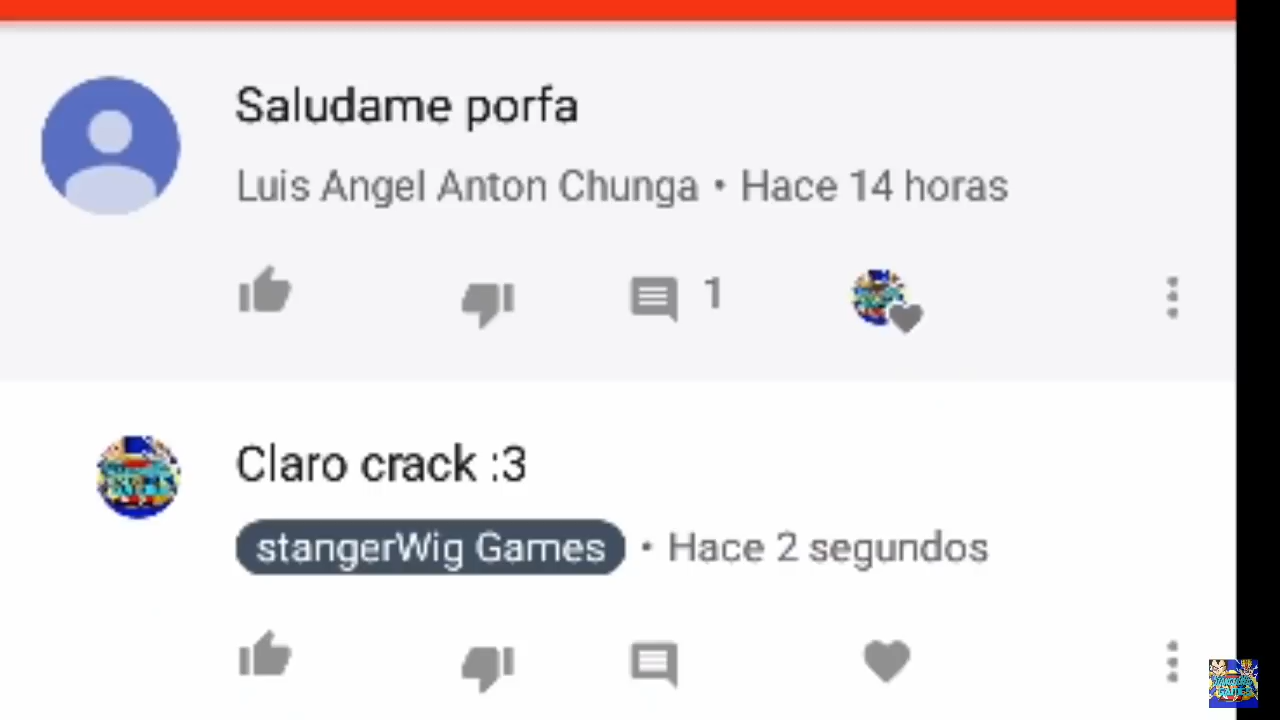 Saludame porfa
Luis Angel Anton Chunga • Hace 14 horas
1
Claro crack :3
stangerWig Games • Hace 2 segundos